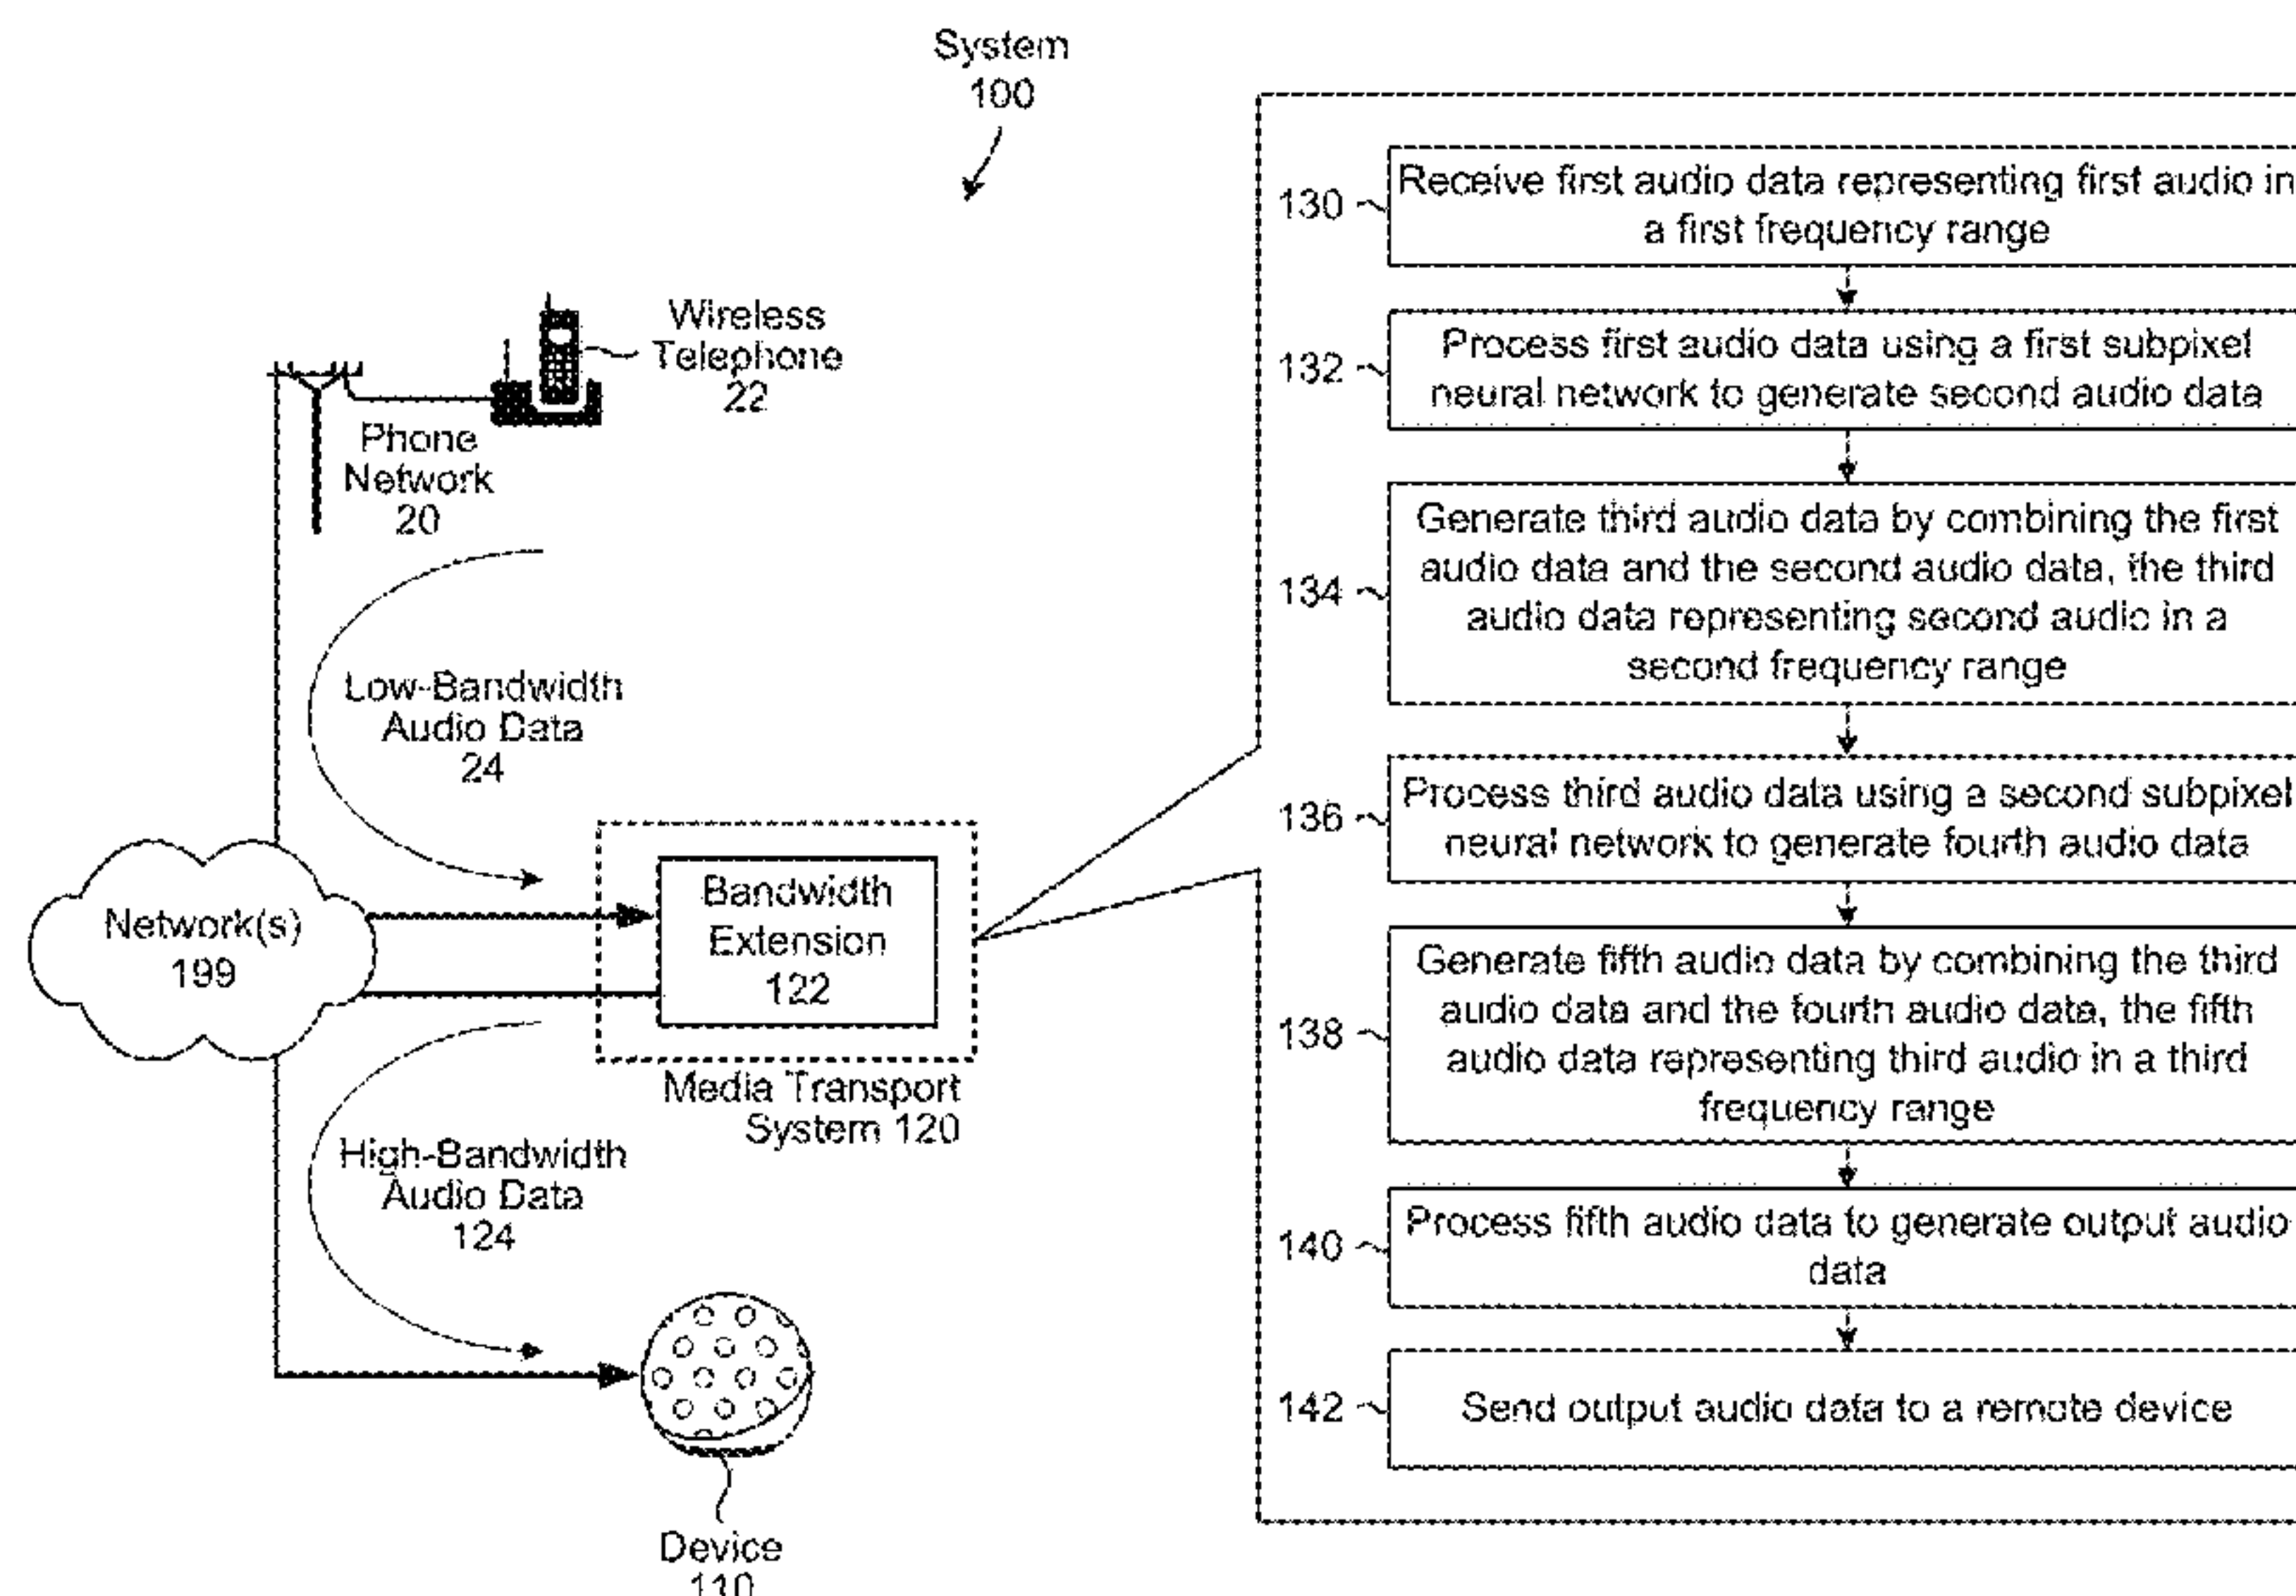 System
100
Wireless
Telephone
22
Phone
Network
20
Low-Bandwidth
Audio Data
24
Network(s)
199
Bandwidth
Extension
122
Media Transport
System 120
High-Bandwidth
Audio Data
124
Device
110
130
Receive first audio data representing first audio in
a first frequency range
132
Process first audio data using a first subpixel
neural network to generate second audio data
134
Generate third audio data by combining the first
audio data and the second audio data, the third
audio data representing second audio in a
second frequency range
136
Process third audio data using a second subpixel
neural network to generate fourth audio data
138
Generate fifth audio data by combining the third
audio data and the fourth audio data, the fifth
audio data representing third audio in a third
frequency range
140
Process fifth audio data to generate output audio
data
142
Send output audio data to a remote device